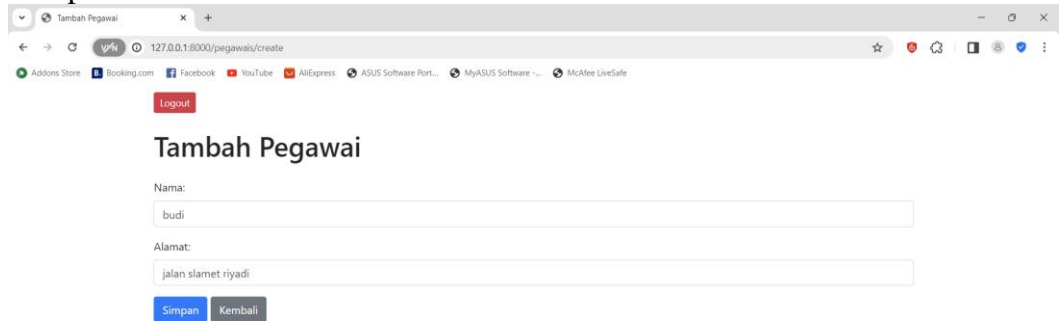 Tambah Pegawai
VPN 127.0.0.1:8000/pegawais/create
Addons Store B. Booking.com Facebook YouTube AliExpress ASUS Software Port... MyASUS Software -... McAfee LiveSafe
Logout
Tambah Pegawai
Nama:
budi
Alamat:
jalan slamet riyadi
Simpan Kembali